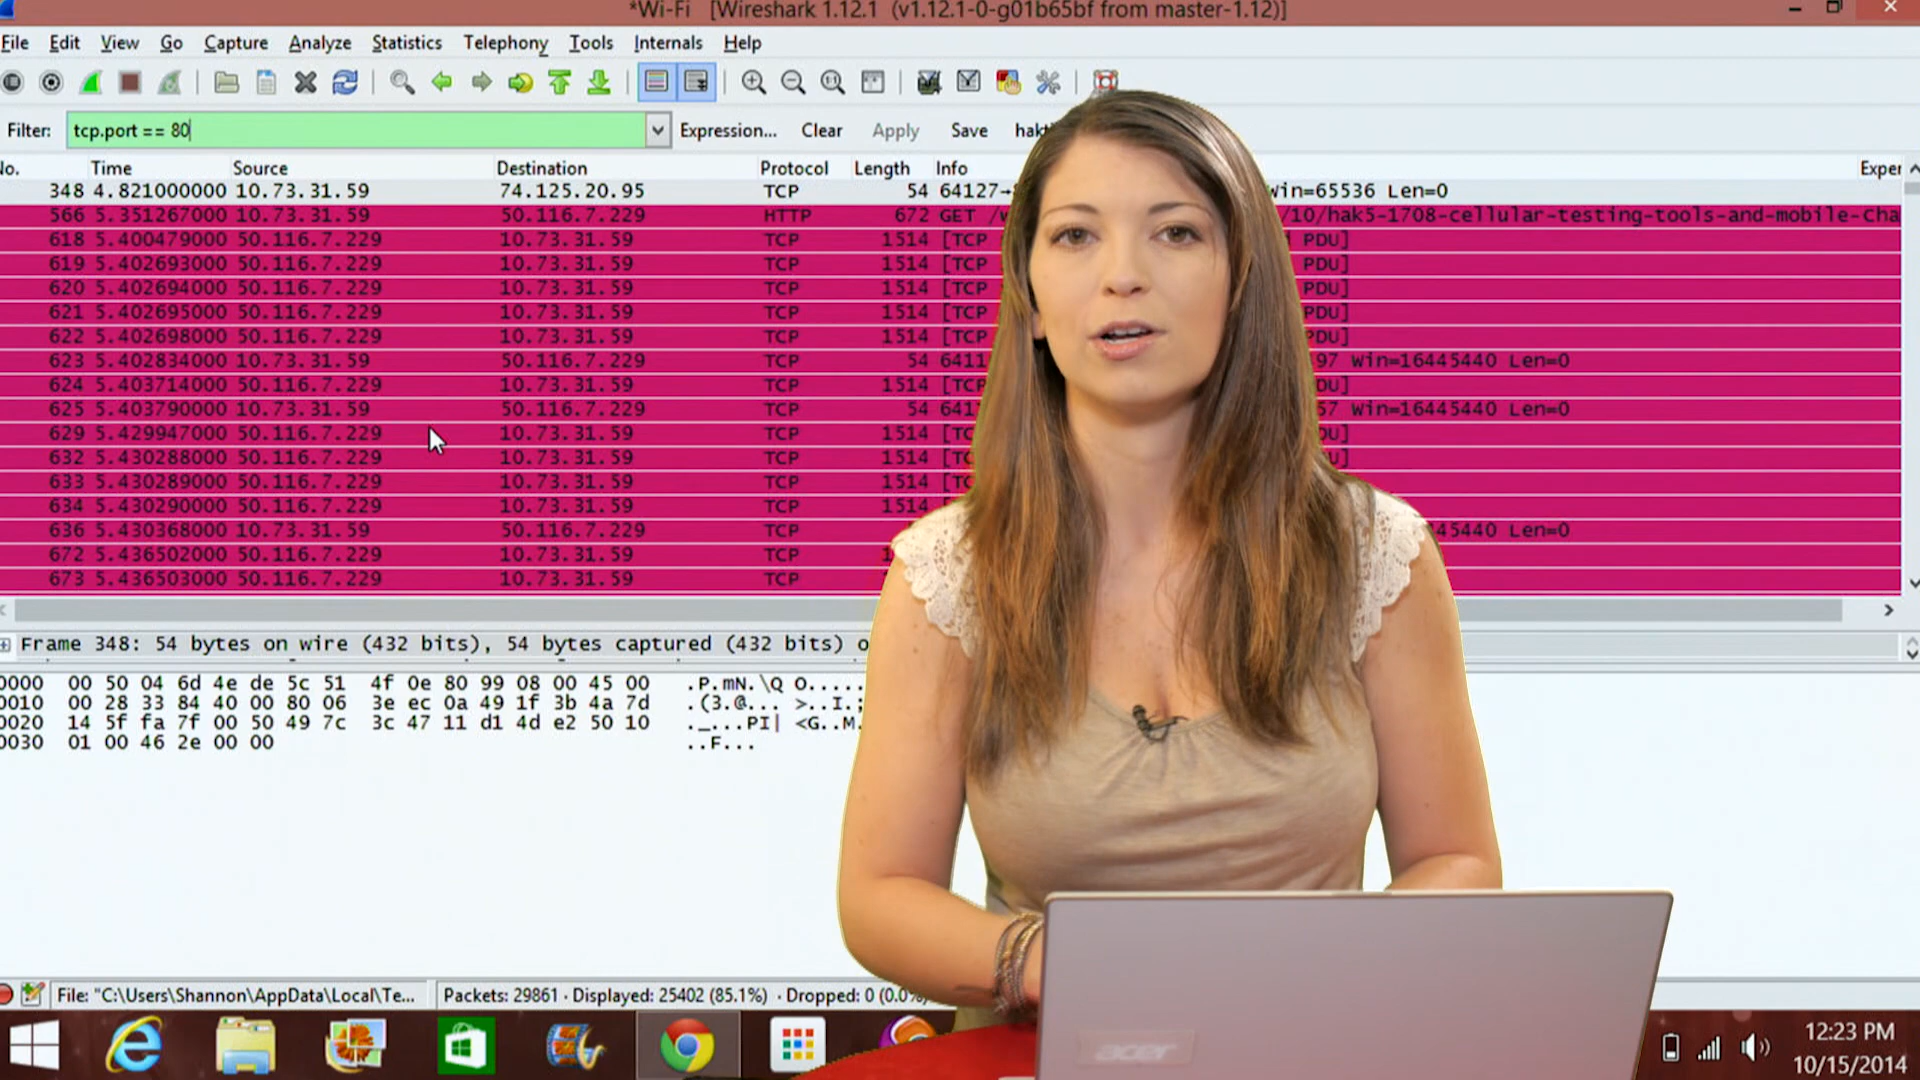 *Wi-Fi [Wireshark 1.12.1 (v1.12.1-0-g01b65bf from master-1.12)]
File Edit View Go Capture Analyze Statistics Telephony Tools Internals Help
Filter: tcp.port == 80 Expression... Clear Apply Save
Time Source Destination Protocol Length Info Exper
348 4.821000000 10.73.31.59 74.125.20.95 TCP 54 64127→ Win=65536 Len=0
566 5.351267000 10.73.31.59 50.116.7.229 HTTP 672 GET /10/hak5-1708-cellular-testing-tools-and-mobile-Cha
618 5.400479000 50.116.7.229 10.73.31.59 TCP 1514 [TCP PDU]
619 5.402693000 50.116.7.229 10.73.31.59 TCP 1514 [TCP PDU]
620 5.402694000 50.116.7.229 10.73.31.59 TCP 1514 [TCP PDU]
621 5.402695000 50.116.7.229 10.73.31.59 TCP 1514 [TCP PDU]
622 5.402698000 50.116.7.229 10.73.31.59 TCP 1514 [TCP PDU]
623 5.402834000 10.73.31.59 50.116.7.229 TCP 54 6411 97 Win=16445440 Len=0
624 5.403714000 50.116.7.229 10.73.31.59 TCP 1514 [TCP PDU]
625 5.403790000 10.73.31.59 50.116.7.229 TCP 54 641 57 Win=16445440 Len=0
629 5.429947000 50.116.7.229 10.73.31.59 TCP 1514 [TC DU]
632 5.430288000 50.116.7.229 10.73.31.59 TCP 1514 [TC
633 5.430289000 50.116.7.229 10.73.31.59 TCP 1514 [TC
634 5.430290000 50.116.7.229 10.73.31.59 TCP 1514
636 5.430368000 10.73.31.59 50.116.7.229 TCP 445440 Len=0
672 5.436502000 50.116.7.229 10.73.31.59 TCP
673 5.436503000 50.116.7.229 10.73.31.59 TCP
Frame 348: 54 bytes on wire (432 bits), 54 bytes captured (432 bits) o
0000 00 50 04 6d 4e de 5c 51 4f 0e 80 99 08 00 45 00 .P.mN.\Q O.....
0010 00 28 33 84 40 00 80 06 3e ec 0a 49 1f 3b 4a 7d .(3.@... >..I.;
0020 14 5f fa 7f 00 50 49 7c 3c 47 11 d1 4d e2 50 10 ._...PI| <G..M.
0030 01 00 46 2e 00 00 ..F...
File: "C:\Users\Shannon\AppData\Local\Te... Packets: 29861 · Displayed: 25402 (85.1%) · Dropped: 0 (0.0%)
acer
12:23 PM
10/15/2014